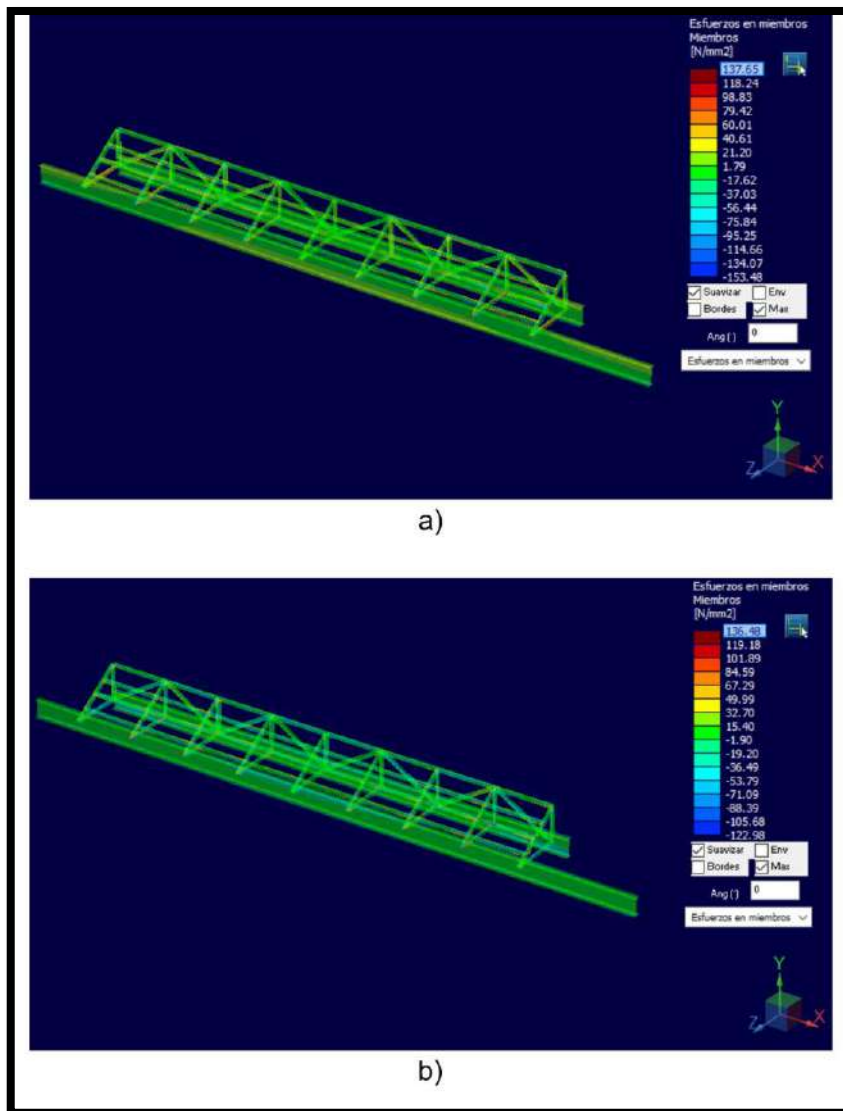 Esfuerzos en miembros
Miembros
[N/mm2]
137.65
118.24
98.83
79.42
60.01
40.61
21.20
1.79
-17.62
-37.03
-56.44
-75.84
-95.25
-114.66
-134.07
-153.48
Suavizar Env
Bordes Max
Ang (°) 0
Esfuerzos en miembros
Y
Z X
a)
Esfuerzos en miembros
Miembros
[N/mm2]
136.48
119.18
101.89
84.59
67.29
49.99
32.70
15.40
-1.90
-19.20
-36.49
-53.79
-71.09
-88.39
-105.68
-122.98
Suavizar Env
Bordes Max
Ang (°) 0
Esfuerzos en miembros
Y
Z X
b)